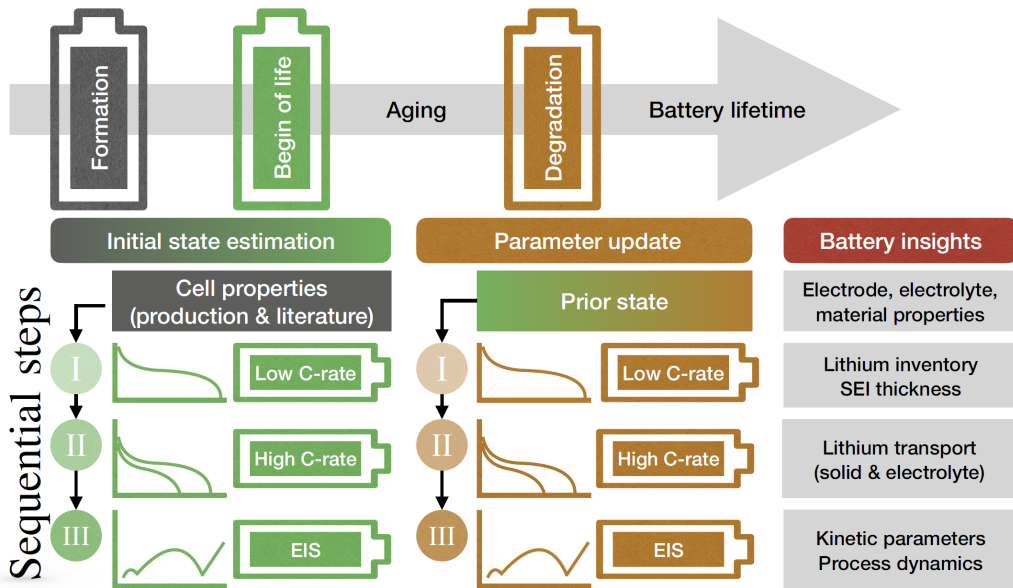 Formation
Begin of life
Aging
Degradation
Battery lifetime
Initial state estimation
Parameter update
Battery insights
Sequential steps
Cell properties
(production & literature)
Prior state
Electrode, electrolyte,
material properties
I
Low C-rate
I
Low C-rate
Lithium inventory
SEI thickness
II
High C-rate
II
High C-rate
Lithium transport
(solid & electrolyte)
III
EIS
III
EIS
Kinetic parameters
Process dynamics